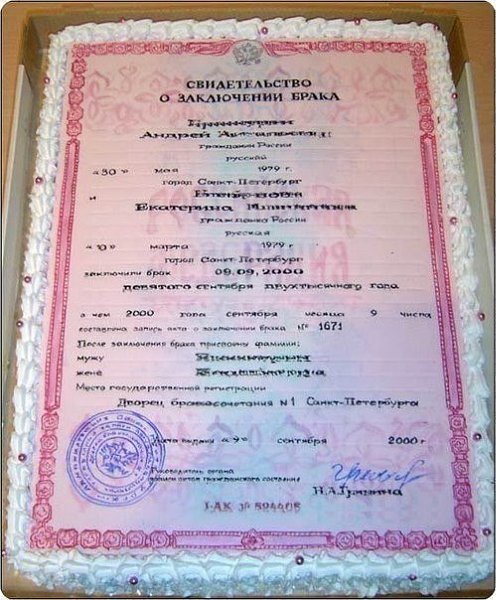 СВИДЕТЕЛЬСТВО
О ЗАКЛЮЧЕНИИ БРАКА
Андрей
гражданин России
русский
"30" мая 1979 г
город Санкт-Петербург
и
Екатерина
гражданка России
русская
"10" марта 1979 г
город Санкт-Петербург
заключили брак 09.09.2000
девятого сентября двухтысячного года
о чем 2000 года сентября месяца 9 числа
составлена запись акта о заключении брака № 1671
После заключения брака присвоены фамилии:
мужу
жене
Место государственной регистрации
Дворец бракосочетания №1 Санкт-Петербурга
Дата выдачи "9" сентября 2000 г.
Руководитель органа
записи актов гражданского состояния
I-АК №